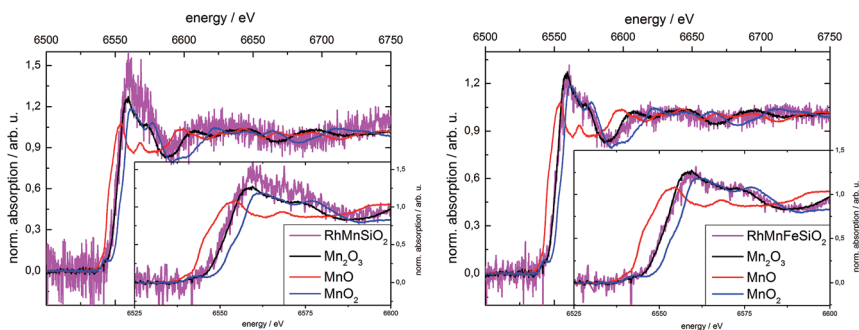 energy / eV
6500 6550 6600 6650 6700 6750
1,5
1,2
0,9
0,6
0,3
0,0
norm. absorption / arb. u.
1,5
1,0
0,5
0,0
norm. absorption / arb. u.
RhMnSiO2
Mn2O3
MnO
MnO2
6525 6550 6575 6600
energy / eV
energy / eV
6500 6550 6600 6650 6700 6750
1,5
1,2
0,9
0,6
0,3
0,0
norm. absorption / arb. u.
1,5
1,0
0,5
0,0
norm. absorption / arb. u.
RhMnFeSiO2
Mn2O3
MnO
MnO2
6525 6550 6575 6600
energy / eV